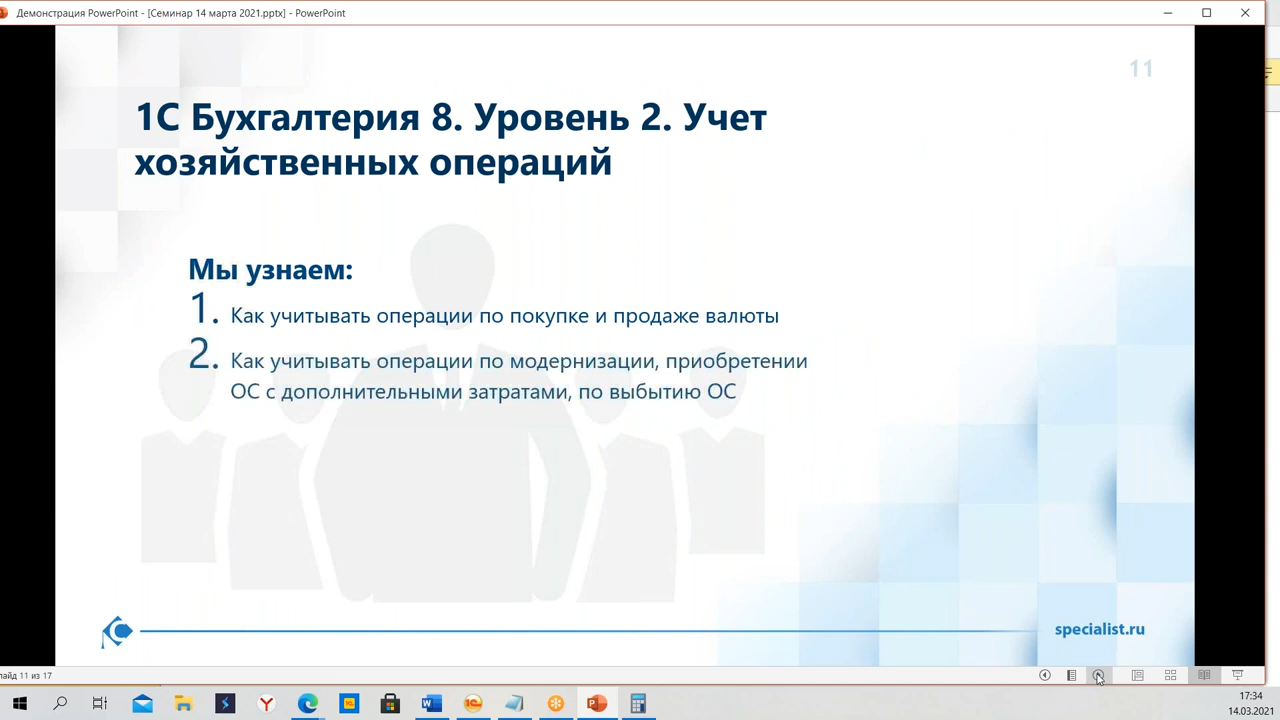 Демонстрация PowerPoint - [Семинар 14 марта 2021.pptx] - PowerPoint
11
1С Бухгалтерия 8. Уровень 2. Учет
хозяйственных операций
Мы узнаем:
1. Как учитывать операции по покупке и продаже валюты
2. Как учитывать операции по модернизации, приобретении
ОС с дополнительными затратами, по выбытию ОС
specialist.ru
лайд 11 из 17
17:34
14.03.2021